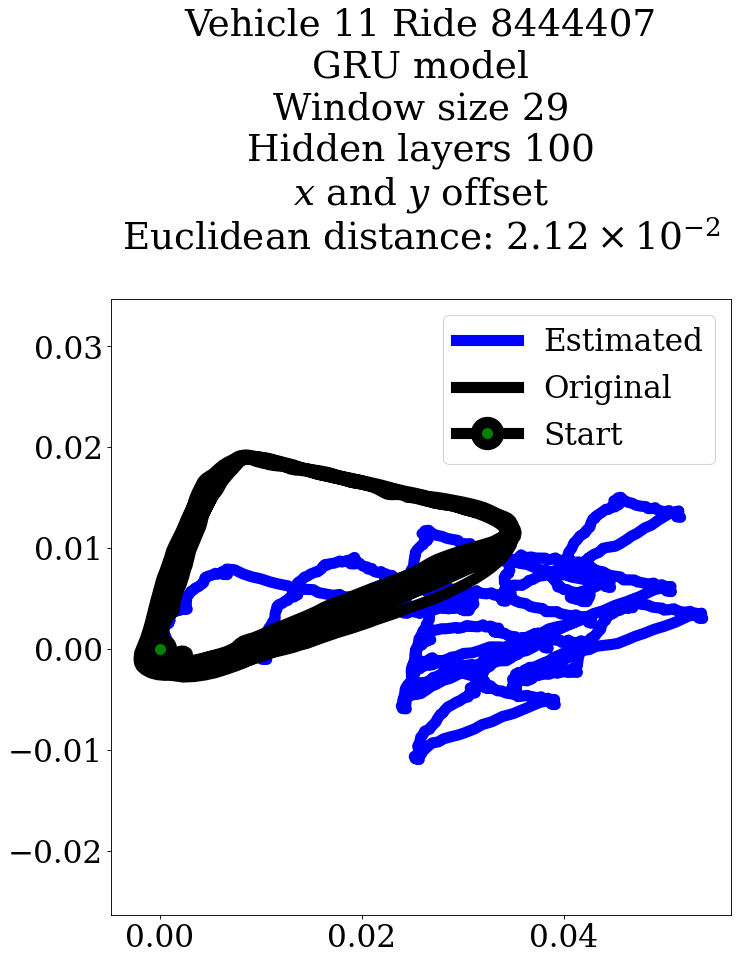 Vehicle 11 Ride 8444407
GRU model
Window size 29
Hidden layers 100
x and y offset
Euclidean distance: 2.12 × 10⁻²
Estimated
Original
Start
0.03
0.02
0.01
0.00
−0.01
−0.02
0.00 0.02 0.04